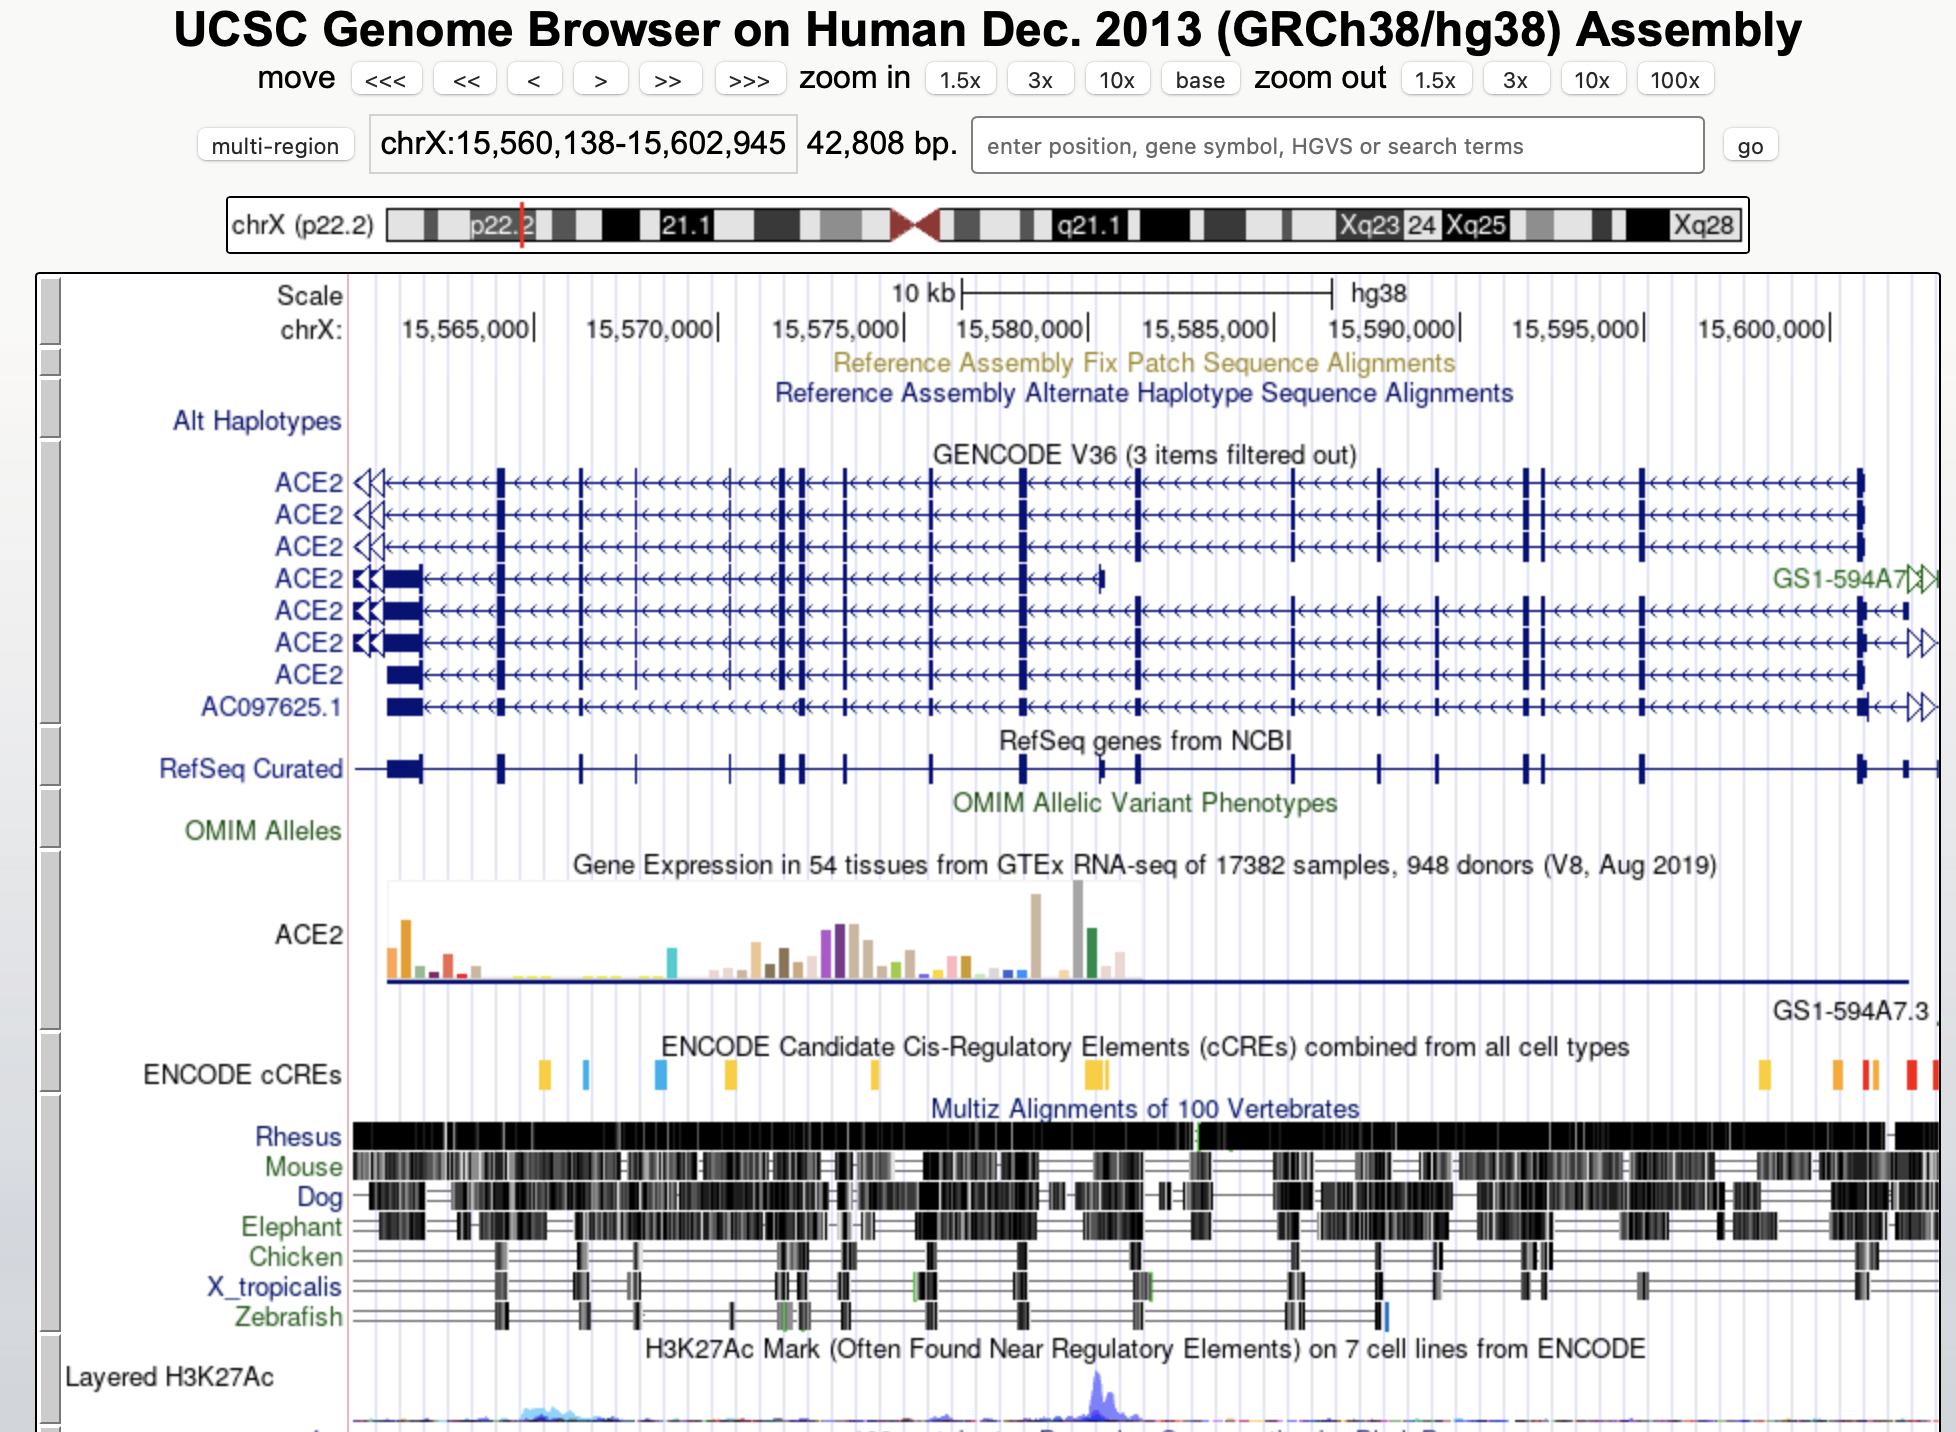 UCSC Genome Browser on Human Dec. 2013 (GRCh38/hg38) Assembly
move <<< << < > >> >>> zoom in 1.5x 3x 10x base zoom out 1.5x 3x 10x 100x
multi-region chrX:15,560,138-15,602,945 42,808 bp. enter position, gene symbol, HGVS or search terms go
chrX (p22.2) p22.2 21.1 q21.1 Xq23 24 Xq25 Xq28
Scale 10 kb hg38
chrX: 15,565,000 15,570,000 15,575,000 15,580,000 15,585,000 15,590,000 15,595,000 15,600,000
Reference Assembly Fix Patch Sequence Alignments
Reference Assembly Alternate Haplotype Sequence Alignments
Alt Haplotypes
GENCODE V36 (3 items filtered out)
ACE2
ACE2
ACE2
ACE2 GS1-594A7
ACE2
ACE2
ACE2
AC097625.1
RefSeq genes from NCBI
RefSeq Curated
OMIM Allelic Variant Phenotypes
OMIM Alleles
Gene Expression in 54 tissues from GTEx RNA-seq of 17382 samples, 948 donors (V8, Aug 2019)
ACE2
GS1-594A7.3
ENCODE Candidate Cis-Regulatory Elements (cCREs) combined from all cell types
ENCODE cCREs
Multiz Alignments of 100 Vertebrates
Rhesus
Mouse
Dog
Elephant
Chicken
X_tropicalis
Zebrafish
H3K27Ac Mark (Often Found Near Regulatory Elements) on 7 cell lines from ENCODE
Layered H3K27Ac